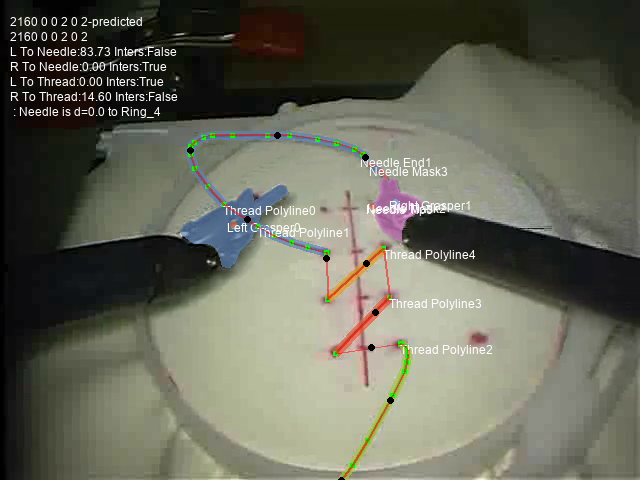 2160 0 0 2 0 2-predicted
2160 0 0 2 0 2
L To Needle:83.73 Inters:False
R To Needle:0.00 Inters:True
L To Thread:0.00 Inters:True
R To Thread:14.60 Inters:False
: Needle is d=0.0 to Ring_4
Needle End1
Needle Mask3
Right Grasper1
Needle Mask2
Thread Polyline0
Left Grasper0
Thread Polyline1
Thread Polyline4
Thread Polyline3
Thread Polyline2